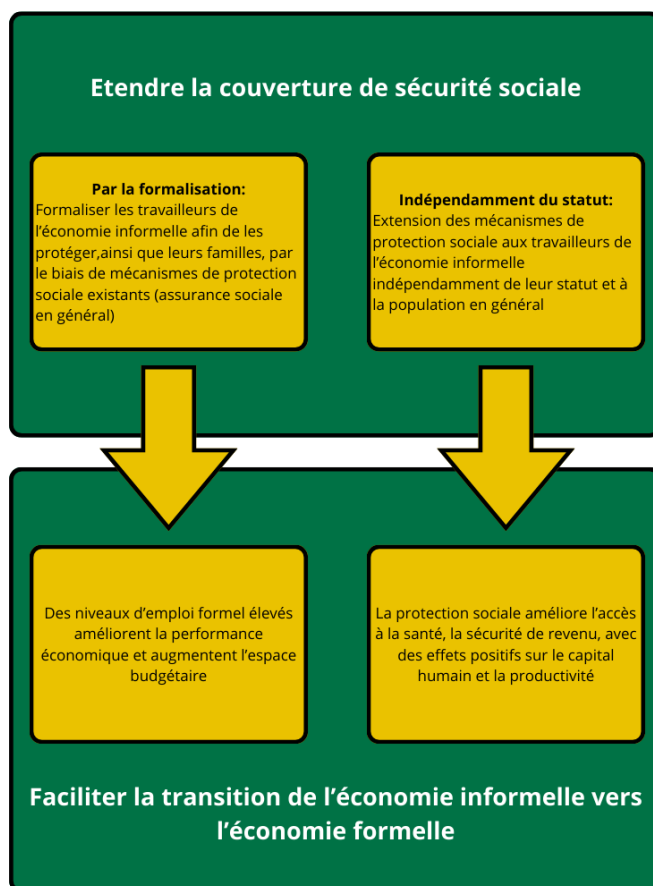 Etendre la couverture de sécurité sociale
Par la formalisation:
Formaliser les travailleurs de
l'économie informelle afin de les
protéger,ainsi que leurs familles, par
le biais de mécanismes de protection
sociale existants (assurance sociale
en général)
Indépendamment du statut:
Extension des mécanismes de
protection sociale aux travailleurs de
l'économie informelle
indépendamment de leur statut et à
la population en général
Des niveaux d'emploi formel élevés
améliorent la performance
économique et augmentent l'espace
budgétaire
La protection sociale améliore l'accès
à la santé, la sécurité de revenu, avec
des effets positifs sur le capital
humain et la productivité
Faciliter la transition de l'économie informelle vers
l'économie formelle